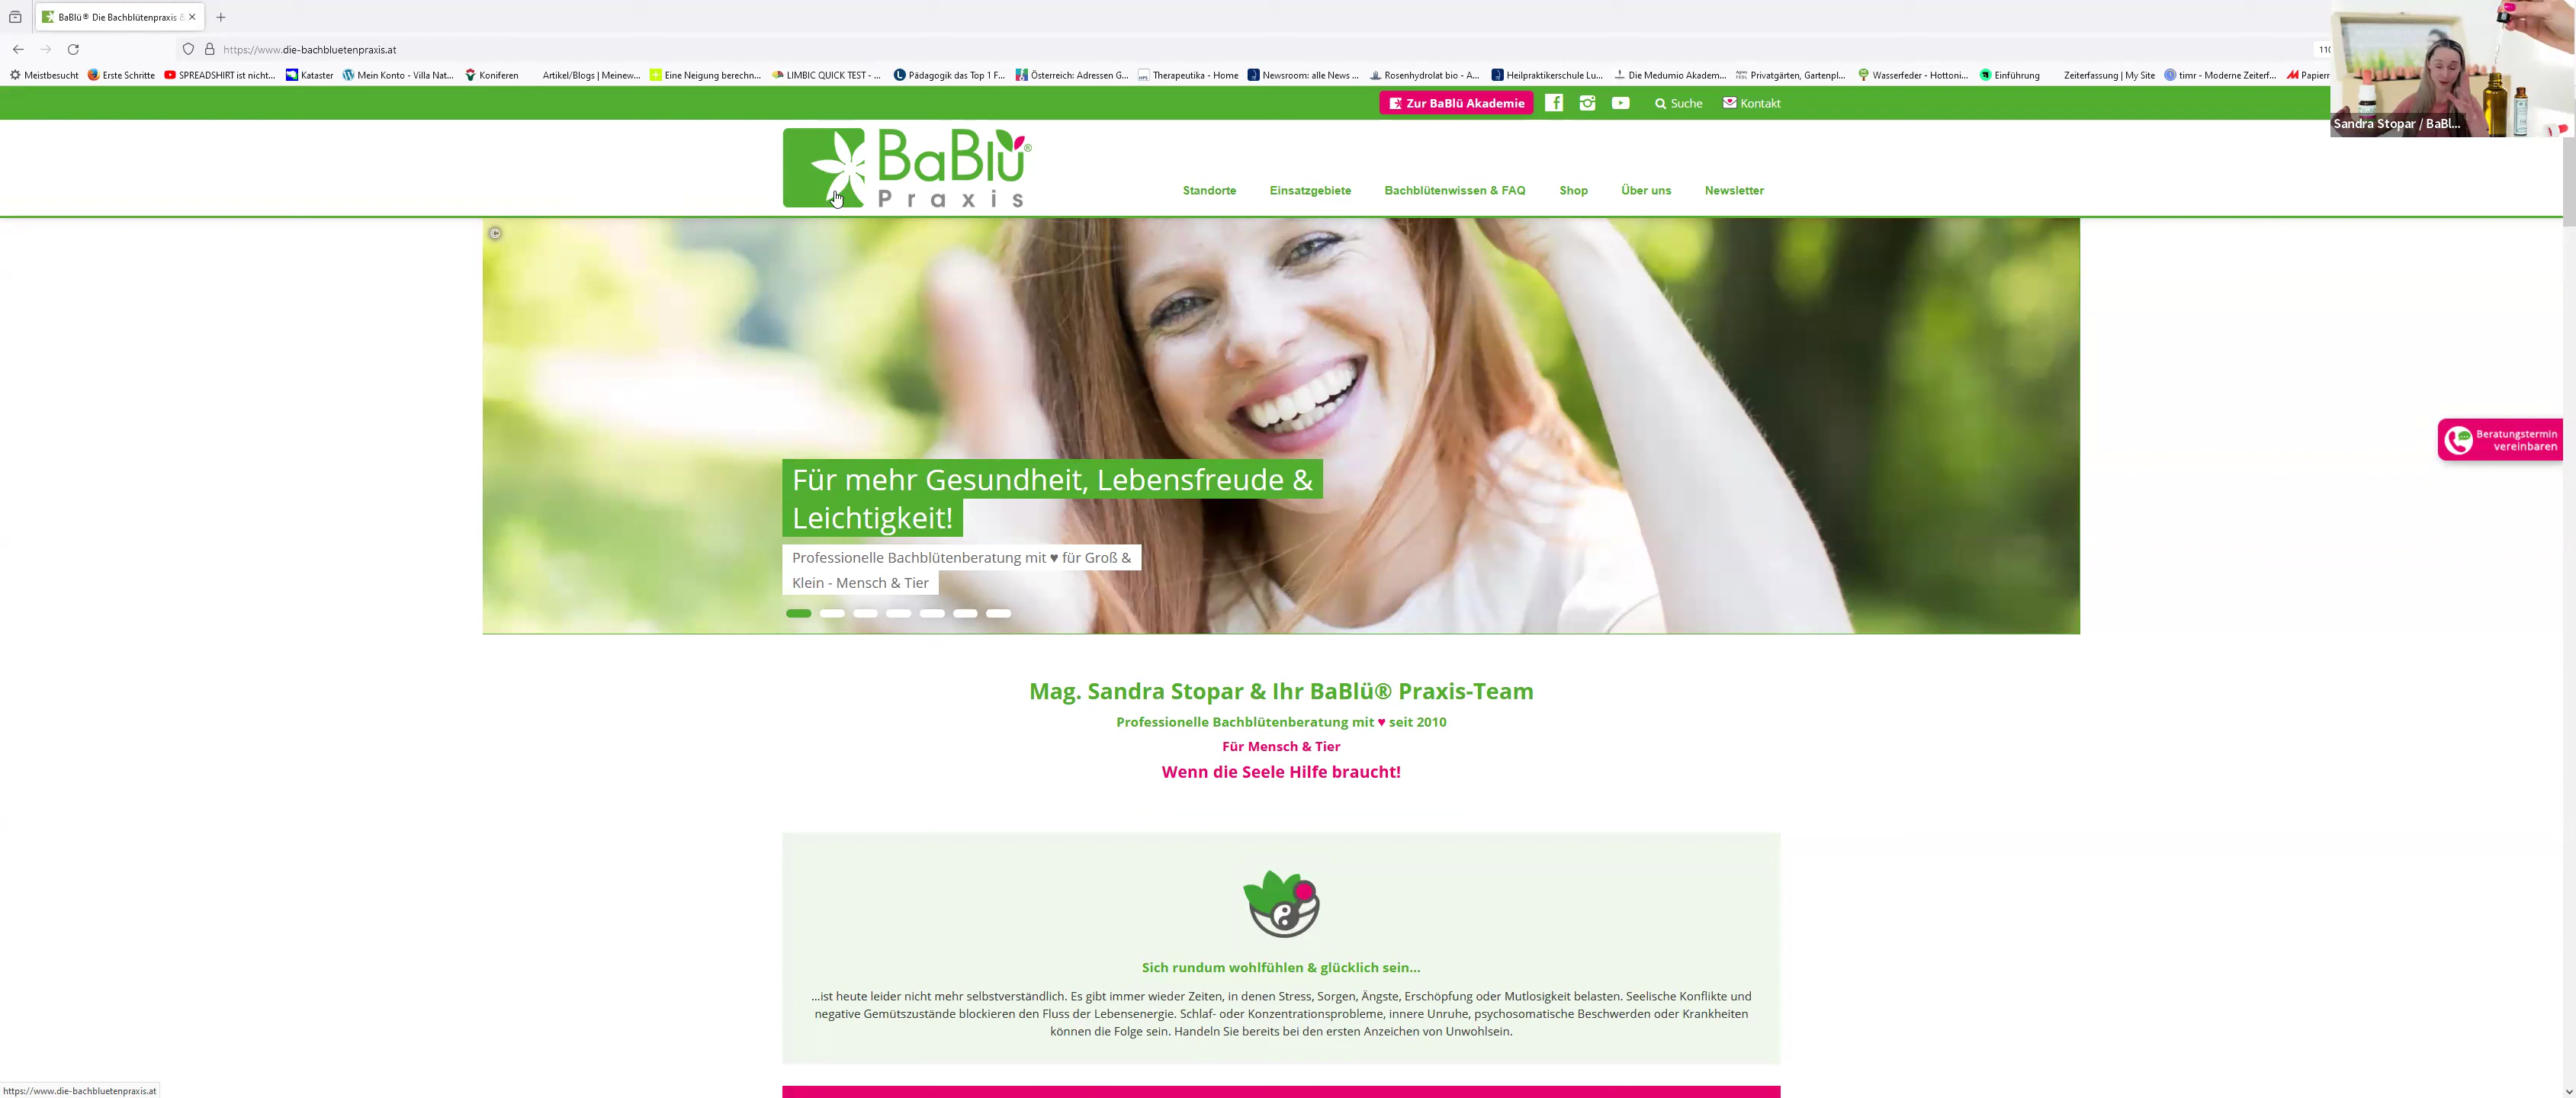 BaBlü® Die Bachblütenpraxis
https://www.die-bachbluetenpraxis.at
110
Meistbesucht Erste Schritte SPREADSHIRT ist nicht... Kataster Mein Konto - Villa Nat... Koniferen Artikel/Blogs | Meinew... Eine Neigung berechn... LIMBIC QUICK TEST - ... Pädagogik das Top 1 F... Österreich: Adressen G... Therapeutika - Home Newsroom: alle News ... Rosenhydrolat bio - A... Heilpraktikerschule Lu... Die Medumio Akadem... Privatgärten, Gartenpl... Wasserfeder - Hottoni... Einführung Zeiterfassung | My Site timr - Moderne Zeiterf... Papierr
Sandra Stopar / BaBl...
Zur BaBlü Akademie Suche Kontakt
BaBlü®
Praxis
Standorte Einsatzgebiete Bachblütenwissen & FAQ Shop Über uns Newsletter
Beratungstermin
vereinbaren
Für mehr Gesundheit, Lebensfreude &
Leichtigkeit!
Professionelle Bachblütenberatung mit ♥ für Groß &
Klein - Mensch & Tier
Mag. Sandra Stopar & Ihr BaBlü® Praxis-Team
Professionelle Bachblütenberatung mit ♥ seit 2010
Für Mensch & Tier
Wenn die Seele Hilfe braucht!
Sich rundum wohlfühlen & glücklich sein...
...ist heute leider nicht mehr selbstverständlich. Es gibt immer wieder Zeiten, in denen Stress, Sorgen, Ängste, Erschöpfung oder Mutlosigkeit belasten. Seelische Konflikte und
negative Gemütszustände blockieren den Fluss der Lebensenergie. Schlaf- oder Konzentrationsprobleme, innere Unruhe, psychosomatische Beschwerden oder Krankheiten
können die Folge sein. Handeln Sie bereits bei den ersten Anzeichen von Unwohlsein.
https://www.die-bachbluetenpraxis.at